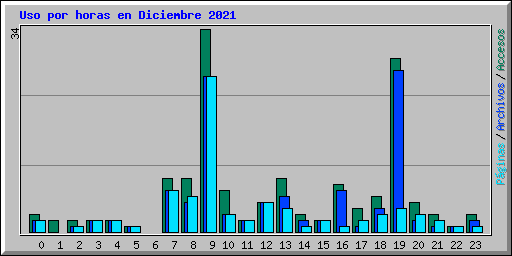 Uso por horas en Diciembre 2021
34
Páginas / Archivos / Accesos
0 1 2 3 4 5 6 7 8 9 10 11 12 13 14 15 16 17 18 19 20 21 22 23